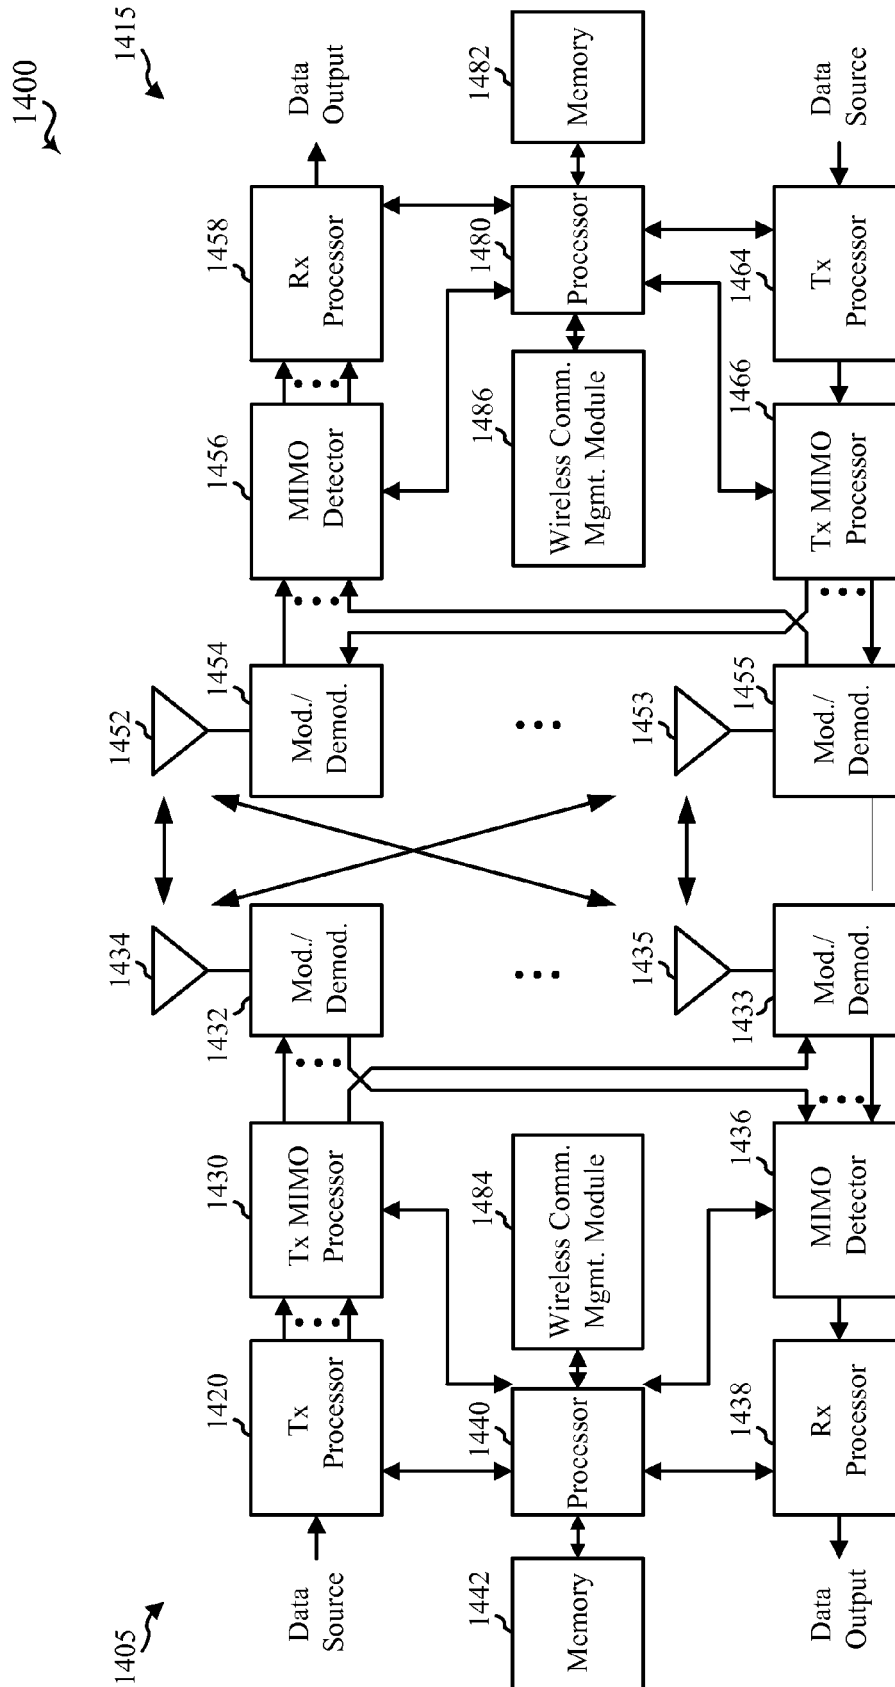 1400
1405
1415
Data
Source
1420
Tx
Processor
1430
Tx MIMO
Processor
1432
Mod./
Demod.
1434
1452
1454
Mod./
Demod.
1456
MIMO
Detector
1458
Rx
Processor
Data
Output
1442
Memory
1440
Processor
1484
Wireless Comm.
Mgmt. Module
1486
Wireless Comm.
Mgmt. Module
1480
Processor
1482
Memory
Data
Output
1438
Rx
Processor
1436
MIMO
Detector
1433
Mod./
Demod.
1435
1453
1455
Mod./
Demod.
1466
Tx MIMO
Processor
1464
Tx
Processor
Data
Source